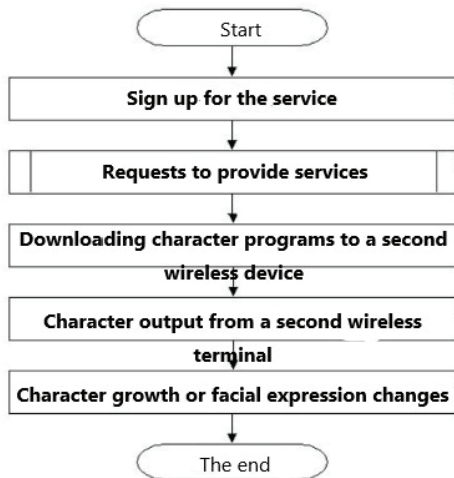 Start
Sign up for the service
Requests to provide services
Downloading character programs to a second
wireless device
Character output from a second wireless
terminal
Character growth or facial expression changes
The end